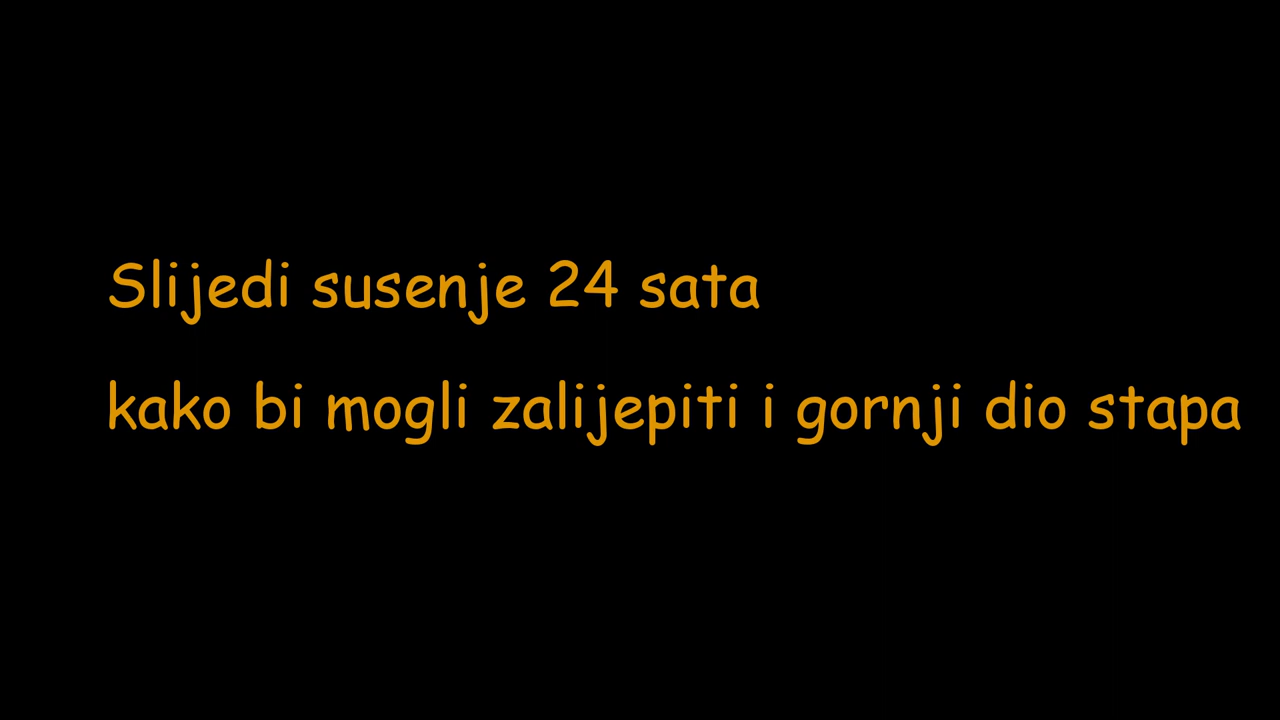 Slijedi susenje 24 sata
kako bi mogli zalijepiti i gornji dio stapa